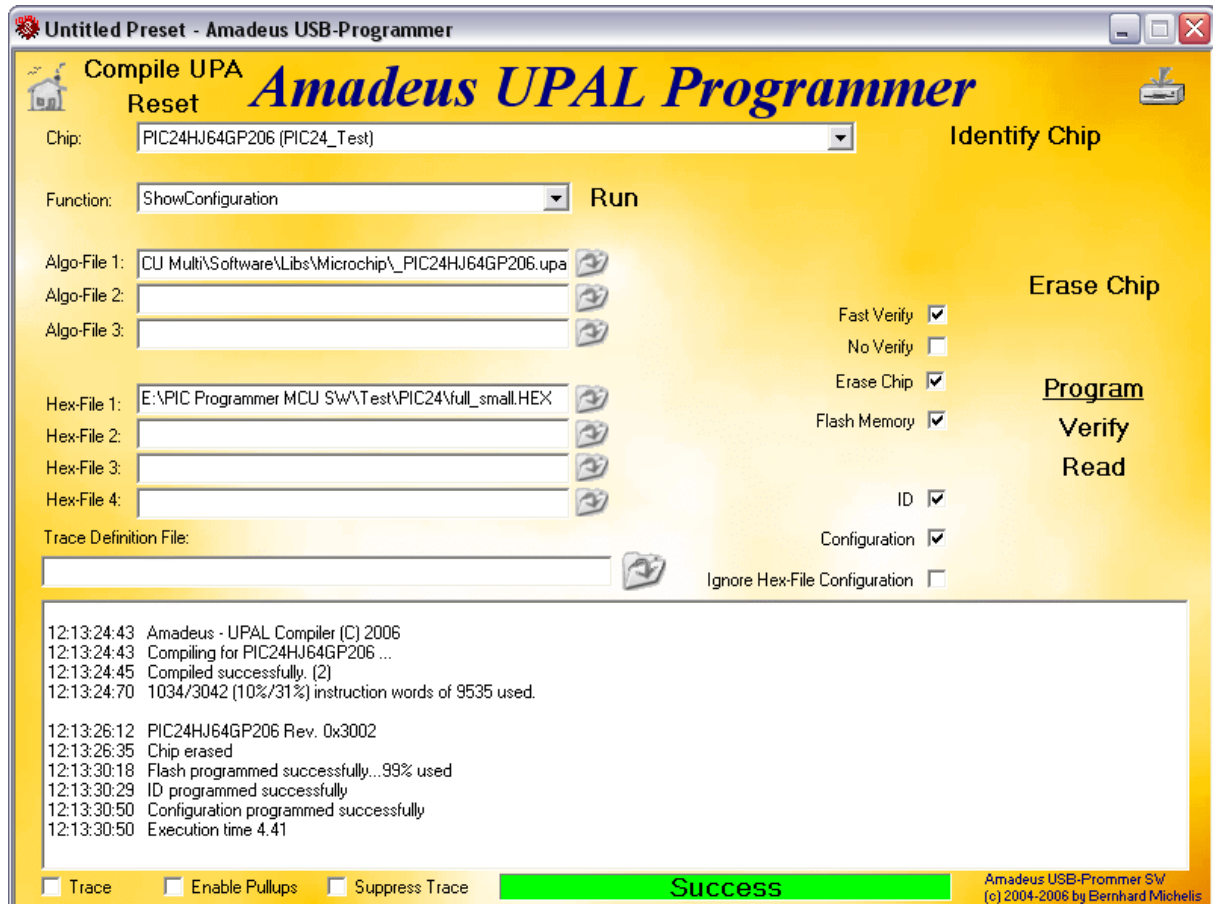 Untitled Preset - Amadeus USB-Programmer
Compile UPA
Reset
Amadeus UPAL Programmer
Chip: PIC24HJ64GP206 (PIC24_Test)
Identify Chip
Function: ShowConfiguration
Run
Algo-File 1: CU Multi\Software\Libs\Microchip\_PIC24HJ64GP206.upa
Algo-File 2:
Algo-File 3:
Erase Chip
Fast Verify
No Verify
Erase Chip
Flash Memory
Program
Verify
Read
Hex-File 1: E:\PIC Programmer MCU SW\Test\PIC24\full_small.HEX
Hex-File 2:
Hex-File 3:
Hex-File 4:
ID
Trace Definition File:
Configuration
Ignore Hex-File Configuration
12:13:24:43 Amadeus - UPAL Compiler (C) 2006
12:13:24:43 Compiling for PIC24HJ64GP206 ...
12:13:24:45 Compiled successfully. (2)
12:13:24:70 1034/3042 (10%/31%) instruction words of 9535 used.
12:13:26:12 PIC24HJ64GP206 Rev. 0x3002
12:13:26:35 Chip erased
12:13:30:18 Flash programmed successfully...99% used
12:13:30:29 ID programmed successfully
12:13:30:50 Configuration programmed successfully
12:13:30:50 Execution time 4.41
Trace
Enable Pullups
Suppress Trace
Success
Amadeus USB-Prommer SW
(c) 2004-2006 by Bernhard Michelis